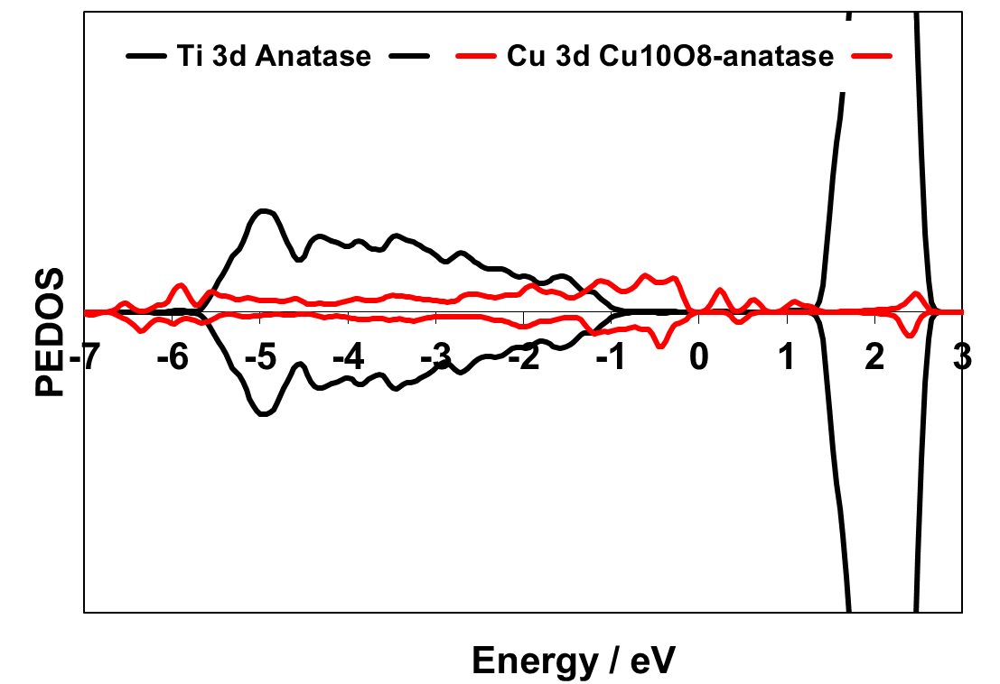 Ti 3d Anatase Cu 3d Cu10O8-anatase
PEDOS
-7 -6 -5 -4 -3 -2 -1 0 1 2 3
Energy / eV